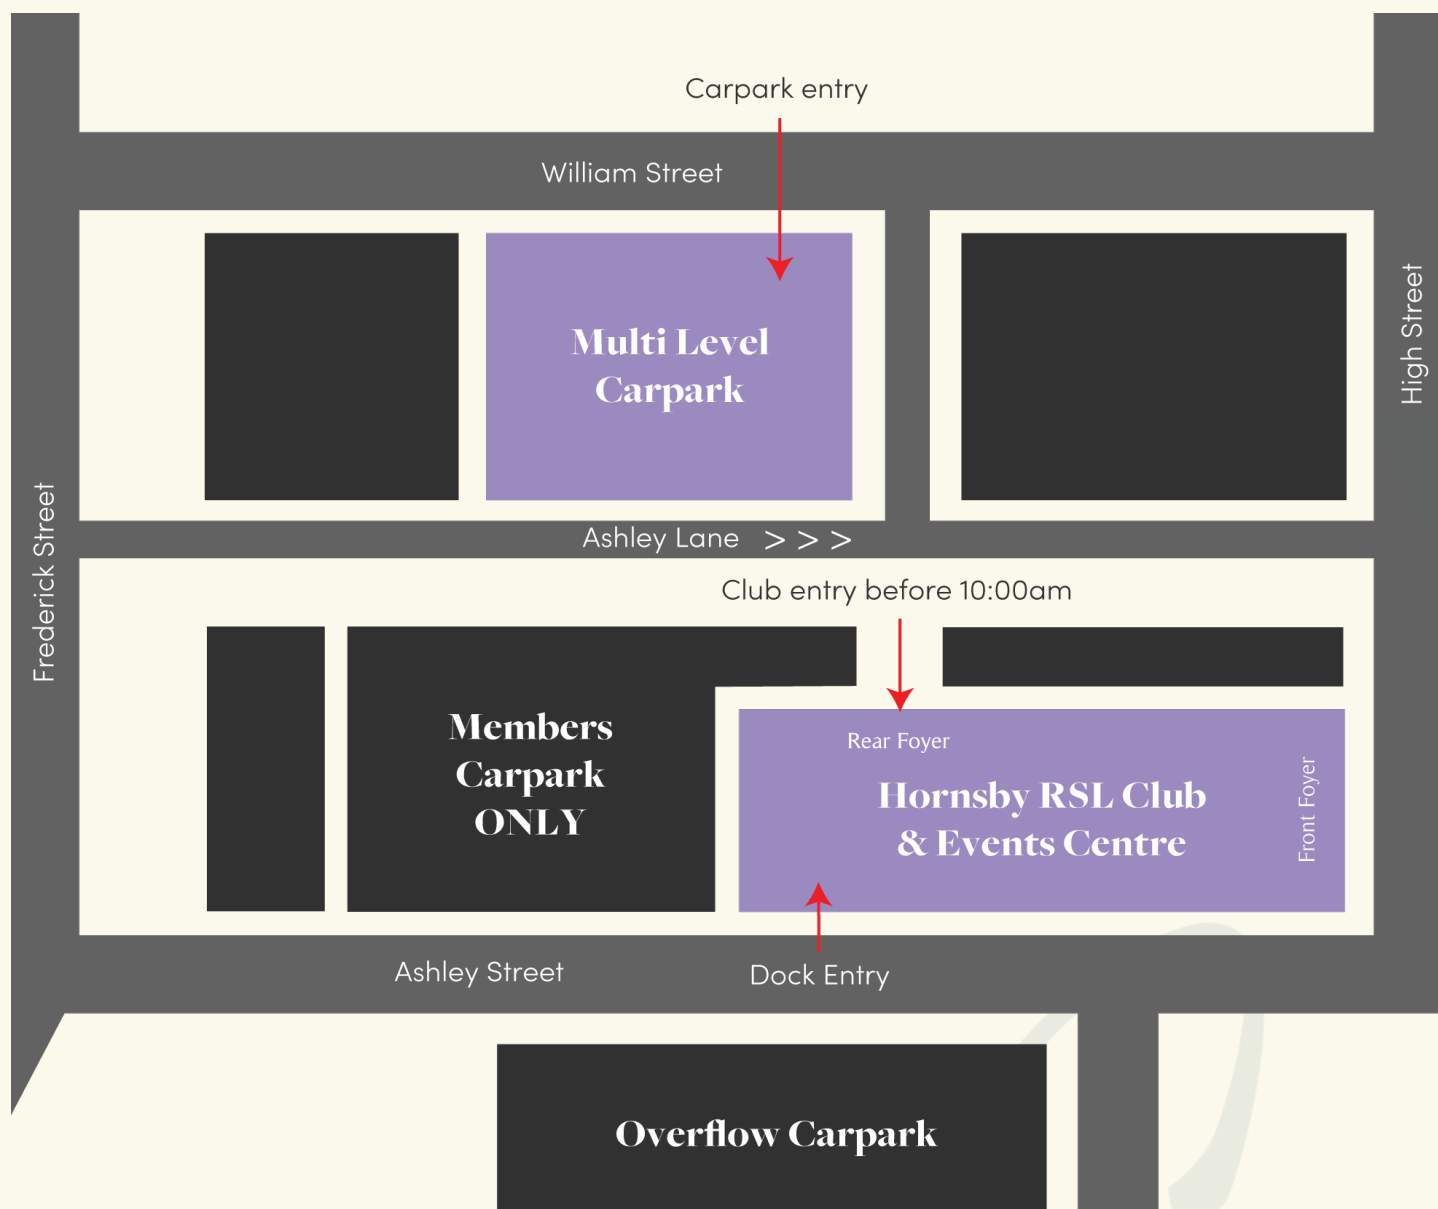 Carpark entry
William Street
High Street
Multi Level
Carpark
Frederick Street
Ashley Lane > > >
Club entry before 10:00am
Members
Carpark
ONLY
Rear Foyer
Hornsby RSL Club
& Events Centre
Front Foyer
Ashley Street
Dock Entry
Overflow Carpark